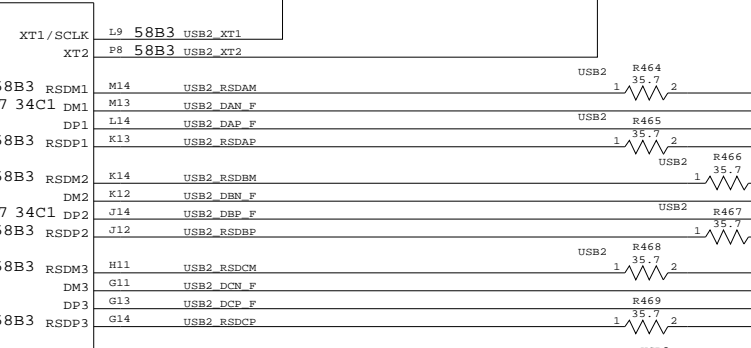 XT1/SCLK L9 58B3 USB2_XT1
XT2 P8 58B3 USB2_XT2
USB2 R464
58B3 RSDM1 M14 USB2_RSDAM 1 35.7 2
7 34C1 DM1 M13 USB2_DAN_F
DP1 L14 USB2_DAP_F USB2 R465
58B3 RSDP1 K13 USB2_RSDAP 1 35.7 2
USB2 R466
58B3 RSDM2 K14 USB2_RSDBM 1 35.7
DM2 K12 USB2_DBN_F
7 34C1 DP2 J14 USB2_DBP_F USB2 R467
58B3 RSDP2 J12 USB2_RSDBP 1 35.7
USB2 R468
58B3 RSDM3 H11 USB2_RSDCM 1 35.7 2
DM3 G11 USB2_DCN_F
DP3 G13 USB2_DCP_F R469
58B3 RSDP3 G14 USB2_RSDCP 1 35.7 2